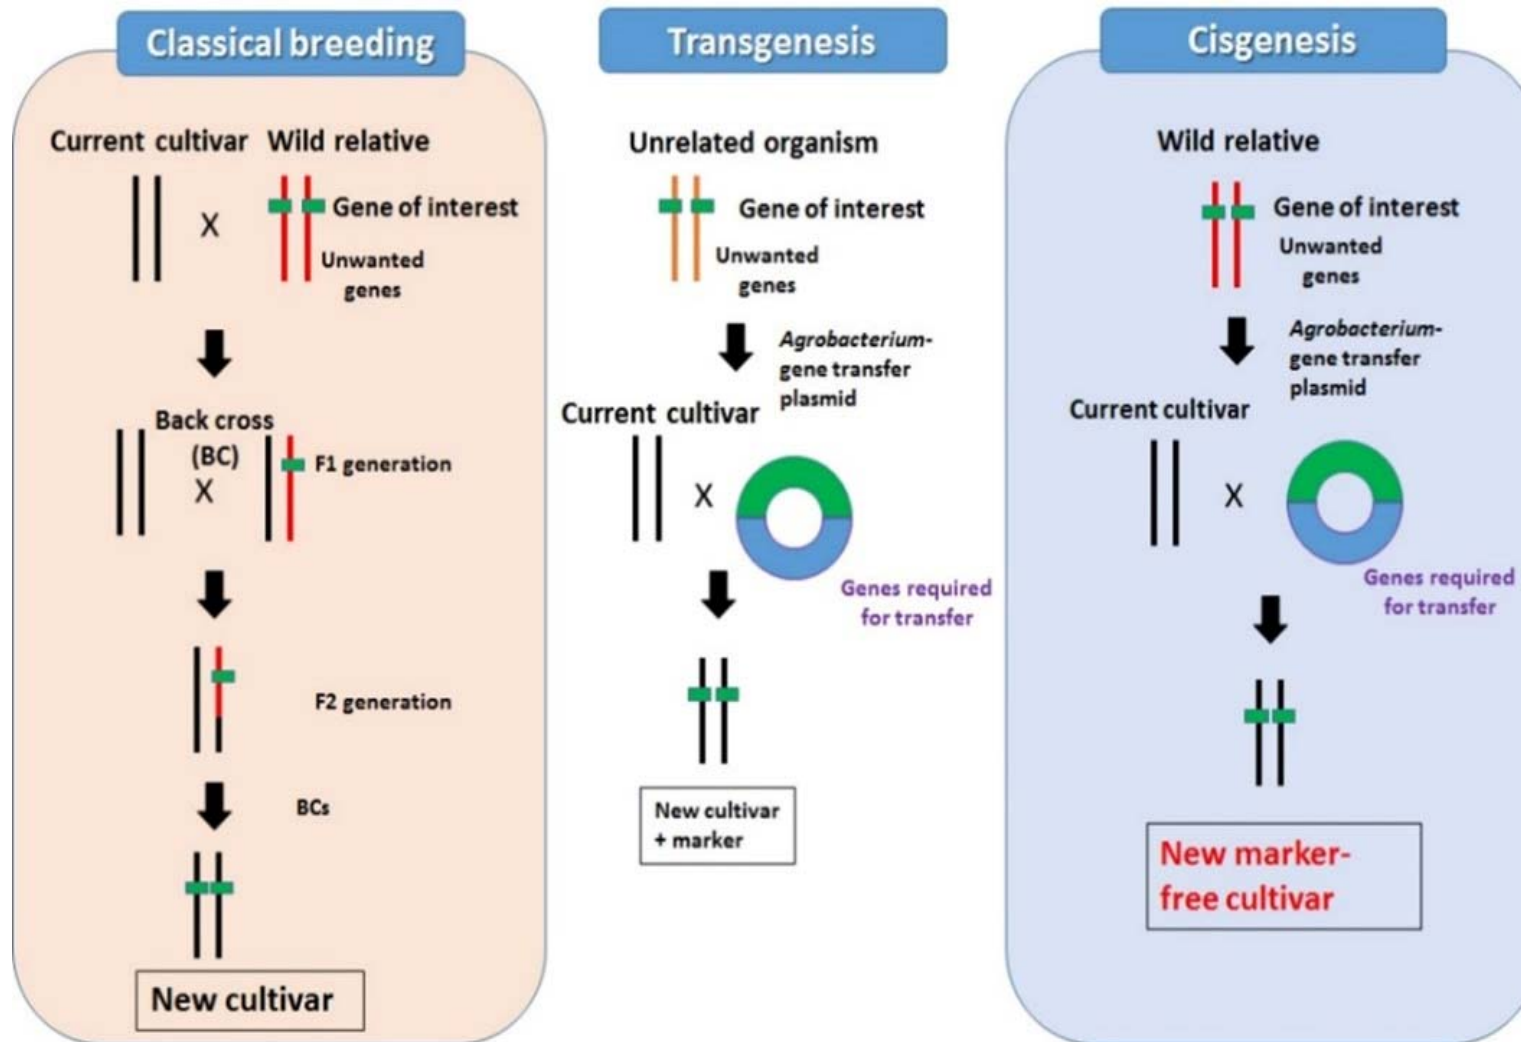 Classical breeding
Current cultivar Wild relative
X
Gene of interest
Unwanted
genes
Back cross
(BC)
X
F1 generation
F2 generation
BCs
New cultivar
Transgenesis
Unrelated organism
Gene of interest
Unwanted
genes
Agrobacterium-
gene transfer
plasmid
Current cultivar
X
Genes required
for transfer
New cultivar
+ marker
Cisgenesis
Wild relative
Gene of interest
Unwanted
genes
Agrobacterium-
gene transfer
plasmid
Current cultivar
X
Genes required
for transfer
New marker-
free cultivar